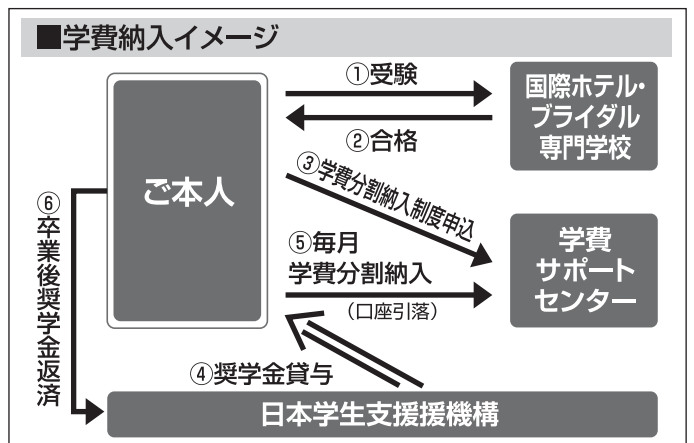 ■学費納入イメージ
①受験
国際ホテル・
ブライダル
専門学校
②合格
ご本人
③学費分割納入制度申込
⑤毎月
学費分割納入
（口座引落）
学費
サポート
センター
④奨学金貸与
⑥卒業後奨学金返済
日本学生支援援機構